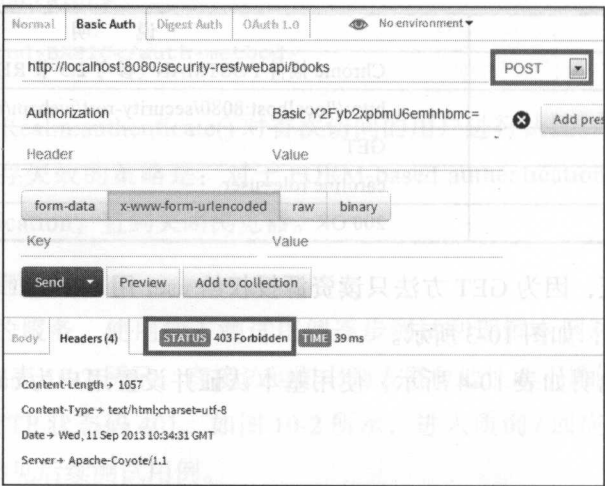 Normal Basic Auth Digest Auth OAuth 1.0 No environment
http://localhost:8080/security-rest/webapi/books POST
Authorization Basic Y2Fyb2xpbmU6emhhbmc= Add pres
Header Value
form-data x-www-form-urlencoded raw binary
Key Value
Send Preview Add to collection
Body Headers (4) STATUS 403 Forbidden TIME 39 ms
Content-Length → 1057
Content-Type → text/html;charset=utf-8
Date → Wed, 11 Sep 2013 10:34:31 GMT
Server → Apache-Coyote/1.1